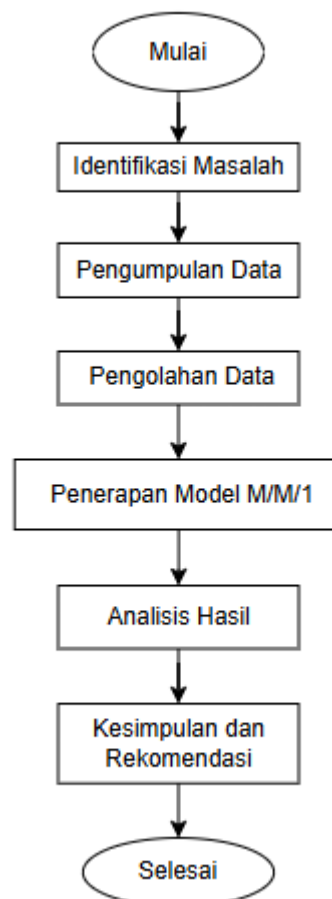 Mulai
Identifikasi Masalah
Pengumpulan Data
Pengolahan Data
Penerapan Model M/M/1
Analisis Hasil
Kesimpulan dan
Rekomendasi
Selesai